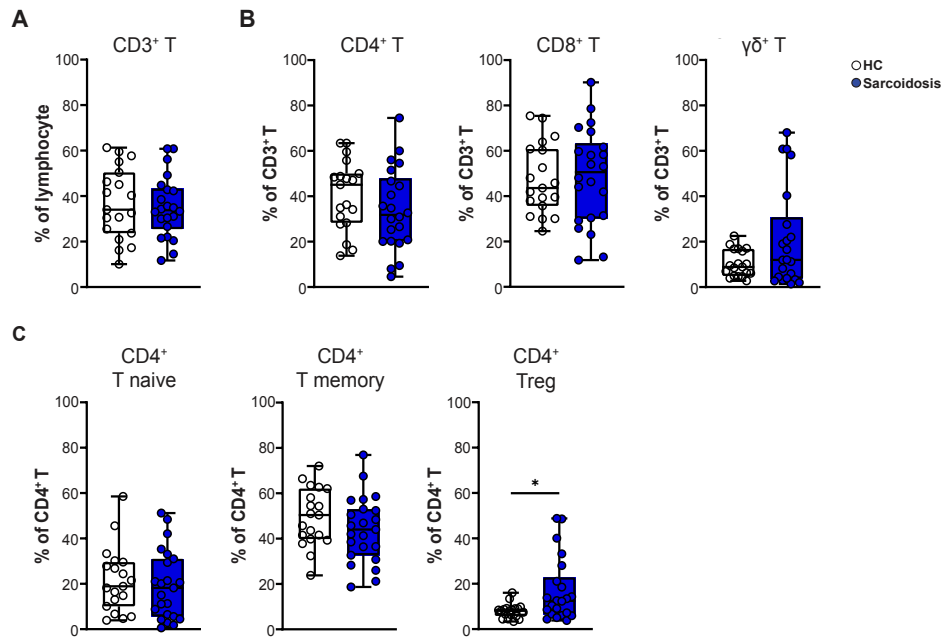 A
B
CD3⁺ T
CD4⁺ T
CD8⁺ T
γδ⁺ T
HC
Sarcoidosis
% of lymphocyte
100
80
60
40
20
0
% of CD3⁺ T
100
80
60
40
20
0
% of CD3⁺ T
100
80
60
40
20
0
% of CD3⁺ T
100
80
60
40
20
0
C
CD4⁺
T naive
CD4⁺
T memory
CD4⁺
Treg
% of CD4⁺ T
100
80
60
40
20
0
% of CD4⁺ T
100
80
60
40
20
0
% of CD4⁺ T
100
80
60
40
20
0
*